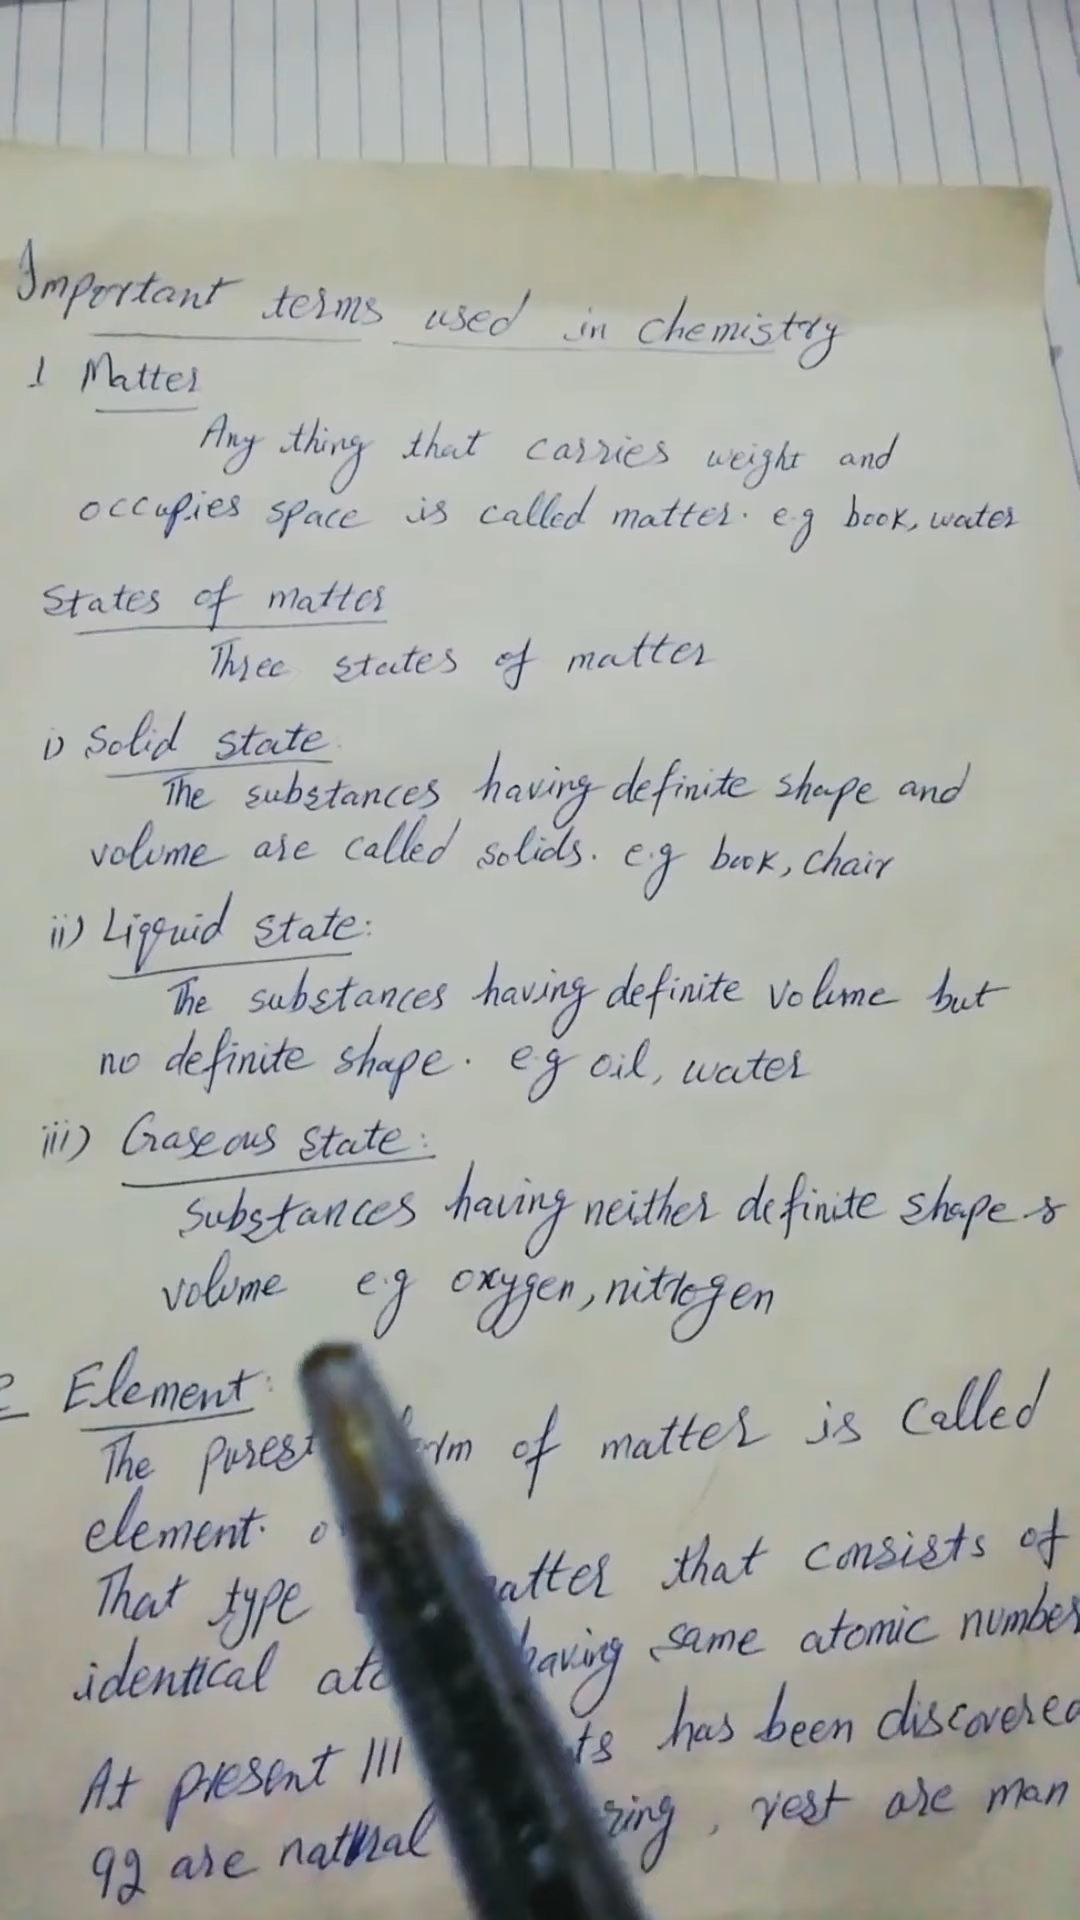 Important terms used in chemistry
1 Matter
Any thing that carries weight and
occupies space is called matter. e.g book, water
States of matter
Three states of matter
i) Solid state
The substances having definite shape and
volume are called solids. e.g book, chair
ii) Liquid state:
The substances having definite volume but
no definite shape. e.g oil, water
iii) Gaseous state:
substances having neither definite shape &
volume e.g oxygen, nitrogen
2 Element:
The purest form of matter is called
element.
That type matter that consists of
identical having same atomic number
At present 111 has been discovered
92 are natural , rest are man